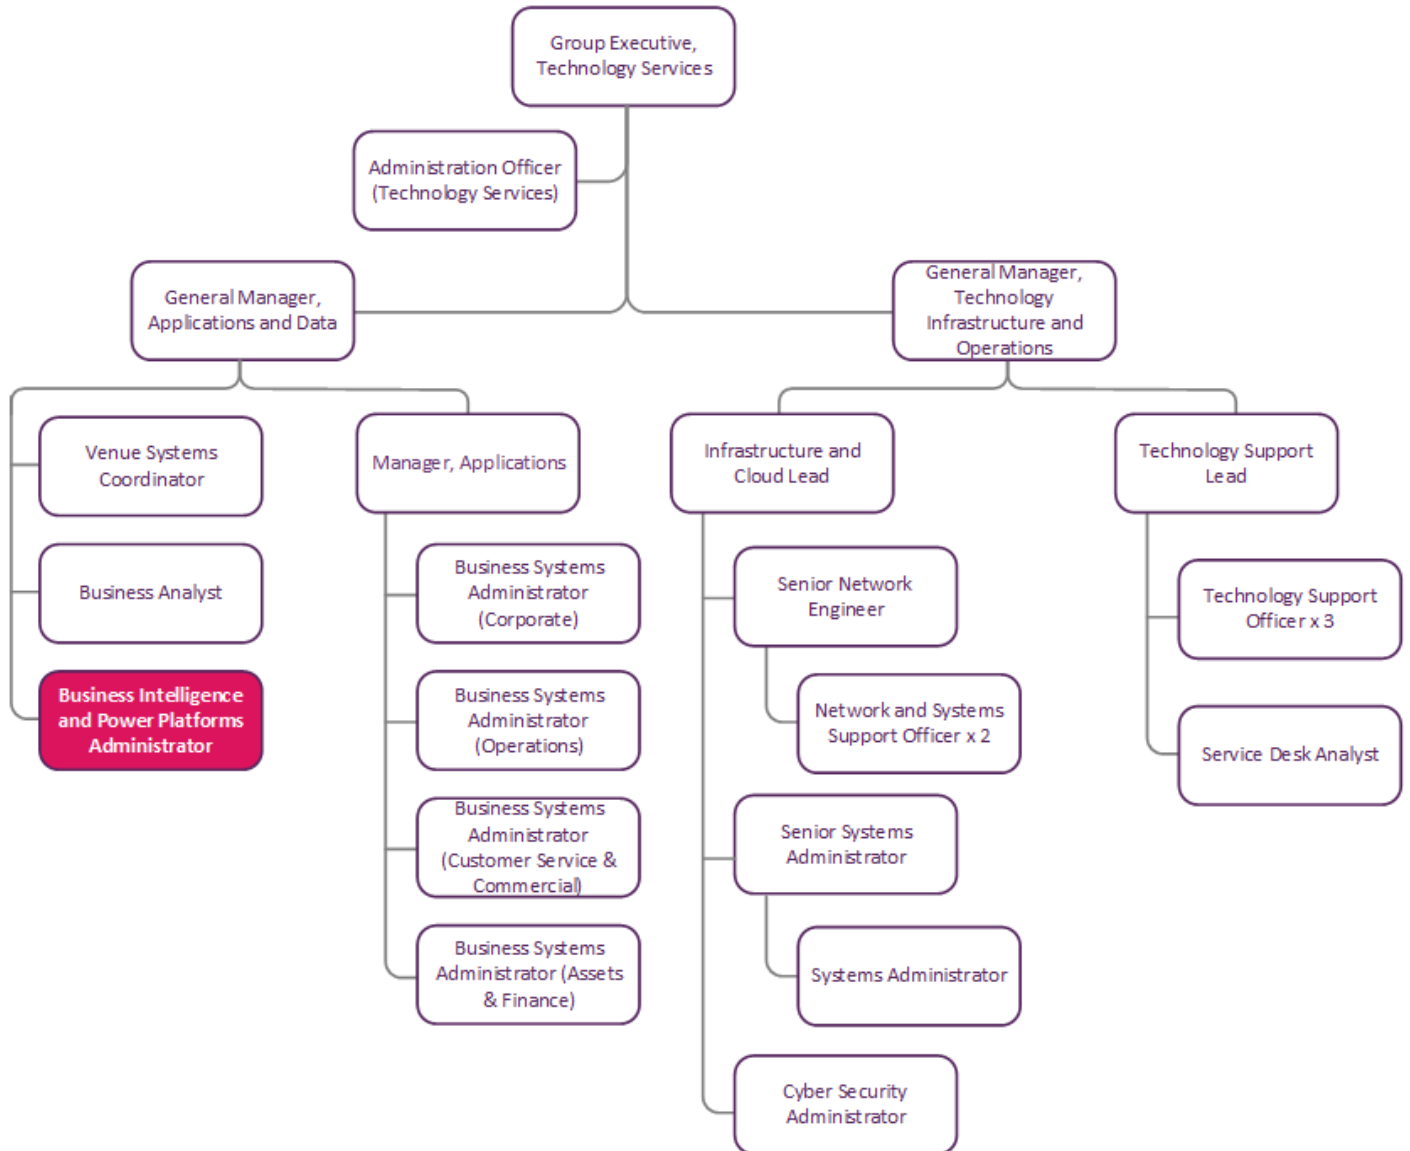 Group Executive,
Technology Services
Administration Officer
(Technology Services)
General Manager,
Applications and Data
General Manager,
Technology
Infrastructure and
Operations
Venue Systems
Coordinator
Business Analyst
Business Intelligence
and Power Platforms
Administrator
Manager, Applications
Business Systems
Administrator
(Corporate)
Business Systems
Administrator
(Operations)
Business Systems
Administrator
(Customer Service &
Commercial)
Business Systems
Administrator (Assets
& Finance)
Infrastructure and
Cloud Lead
Senior Network
Engineer
Network and Systems
Support Officer x 2
Senior Systems
Administrator
Systems Administrator
Cyber Security
Administrator
Technology Support
Lead
Technology Support
Officer x 3
Service Desk Analyst